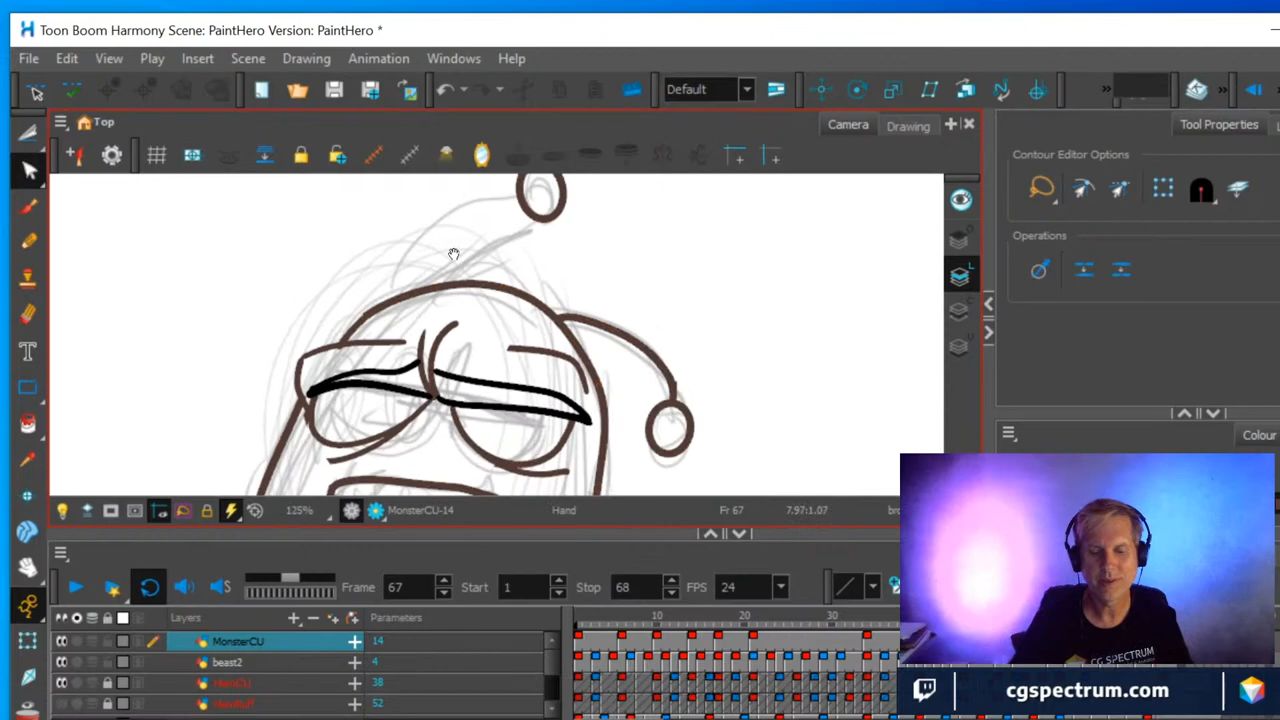 Toon Boom Harmony Scene: PaintHero Version: PaintHero *
File Edit View Play Insert Scene Drawing Animation Windows Help
Default
Top Camera Drawing
Tool Properties
Contour Editor Options
Operations
Colour
125% MonsterCU-14 Hand Fr 67 7.97:1.07
Frame 67 Start 1 Stop 68 FPS 24
Layers Parameters 10 20 30
MonsterCU 14
beast2 4
HeroCU 38
HeroRuff 52
CG SPECTRUM
cgspectrum.com